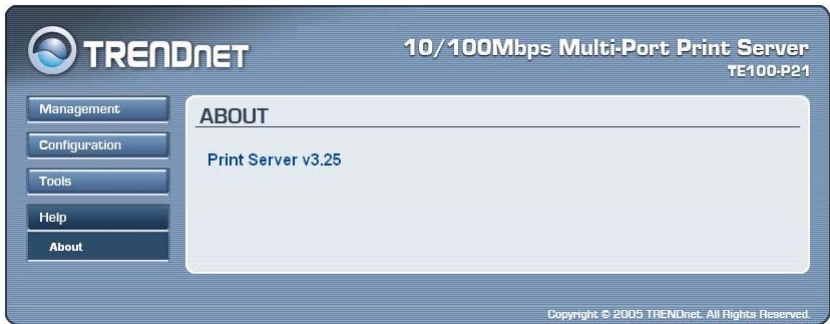 TRENDnet
10/100Mbps Multi-Port Print Server
TE100-P21
Management
Configuration
Tools
Help
About
ABOUT
Print Server v3.25
Copyright © 2005 TRENDnet. All Rights Reserved.